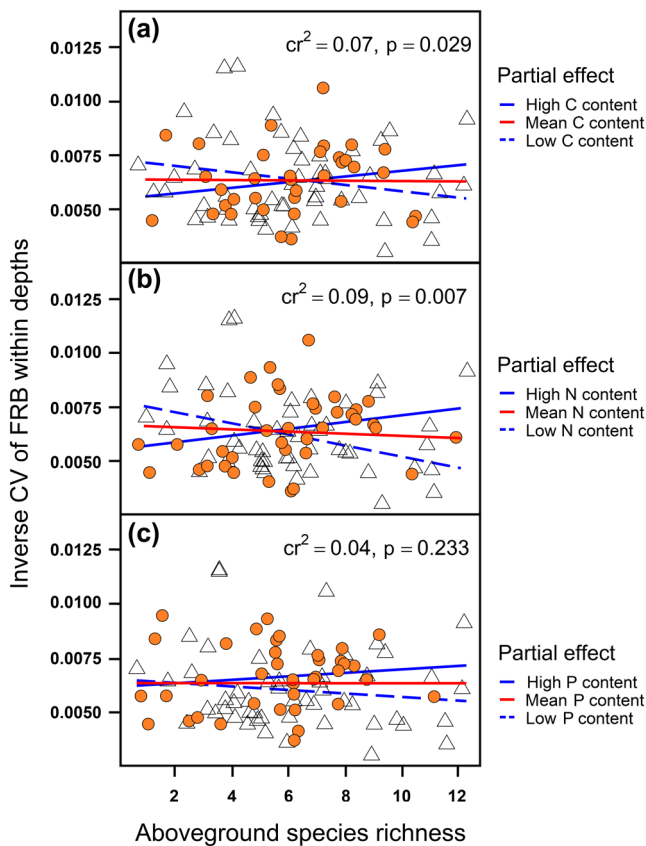 (a)
cr² = 0.07, p = 0.029
0.0125
0.0100
0.0075
0.0050
Partial effect
High C content
Mean C content
Low C content
(b)
cr² = 0.09, p = 0.007
0.0125
0.0100
0.0075
0.0050
Partial effect
High N content
Mean N content
Low N content
(c)
cr² = 0.04, p = 0.233
0.0125
0.0100
0.0075
0.0050
Partial effect
High P content
Mean P content
Low P content
Inverse CV of FRB within depths
2 4 6 8 10 12
Aboveground species richness